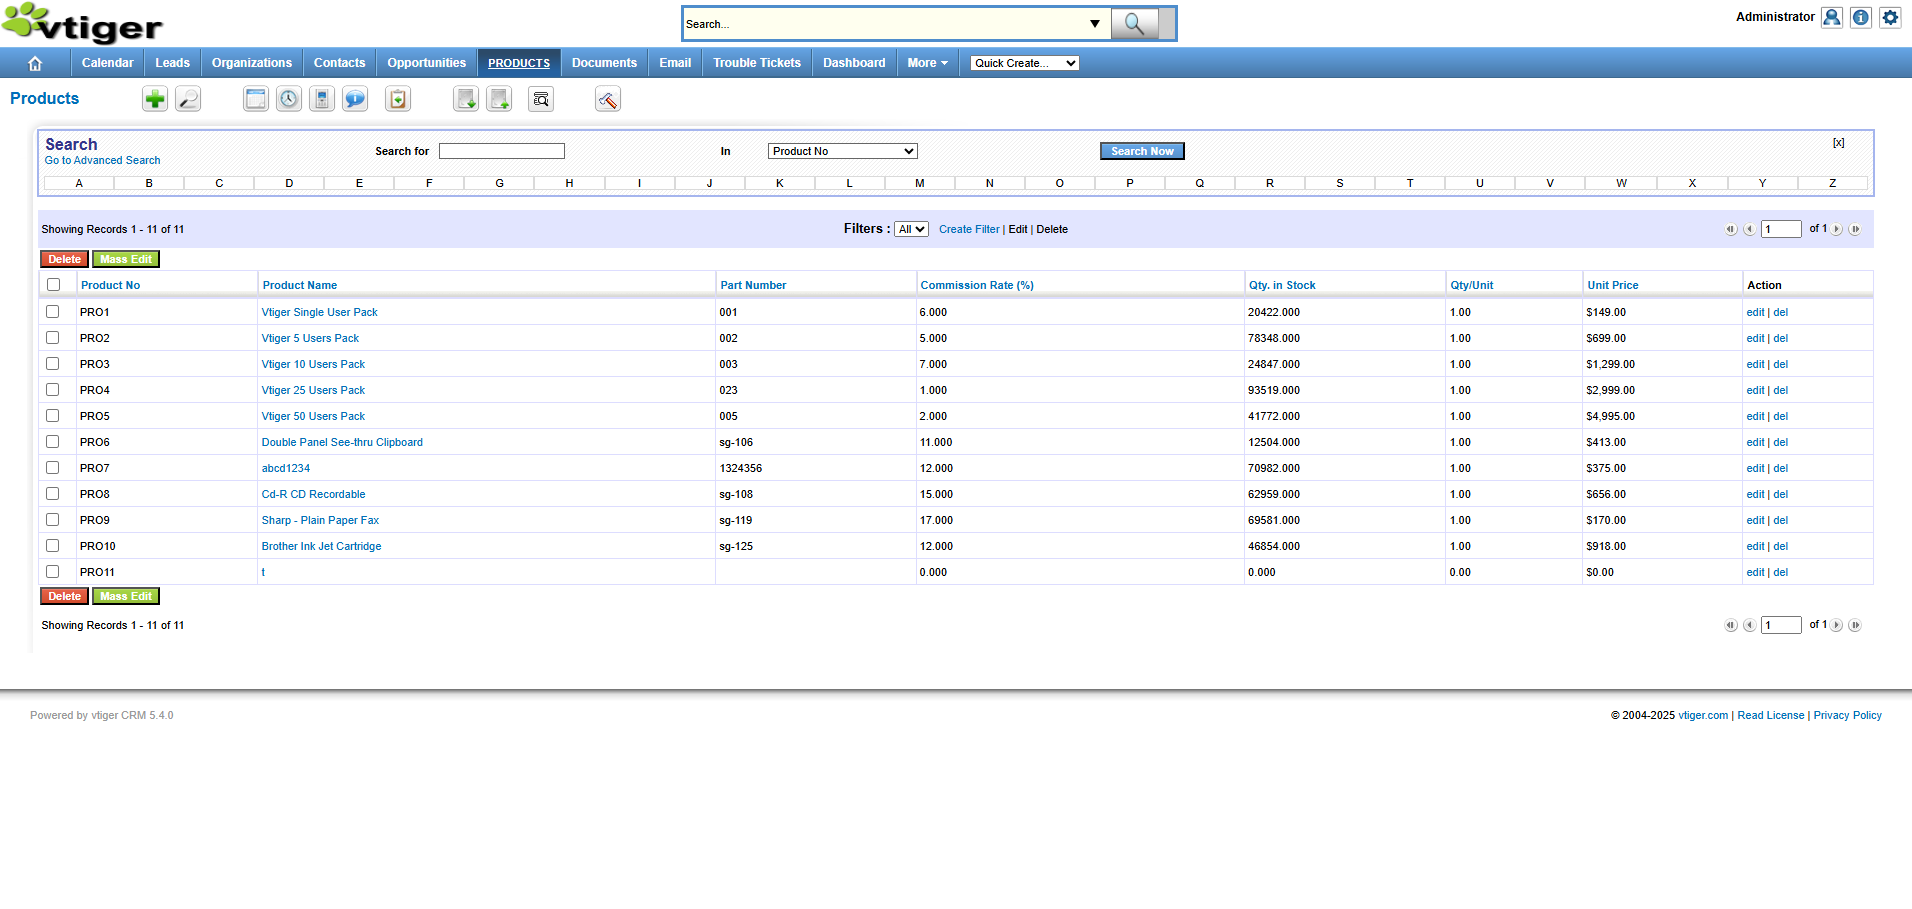 vtiger
Search...
Administrator
Calendar Leads Organizations Contacts Opportunities PRODUCTS Documents Email Trouble Tickets Dashboard More Quick Create...
Products
Search
Go to Advanced Search
Search for In Product No Search Now [x]
A B C D E F G H I J K L M N O P Q R S T U V W X Y Z
Showing Records 1 - 11 of 11 Filters : All Create Filter | Edit | Delete 1 of 1
Delete Mass Edit
Product No Product Name Part Number Commission Rate (%) Qty. in Stock Qty/Unit Unit Price Action
PRO1 Vtiger Single User Pack 001 6.000 20422.000 1.00 $149.00 edit | del
PRO2 Vtiger 5 Users Pack 002 5.000 78348.000 1.00 $699.00 edit | del
PRO3 Vtiger 10 Users Pack 003 7.000 24847.000 1.00 $1,299.00 edit | del
PRO4 Vtiger 25 Users Pack 023 1.000 93519.000 1.00 $2,999.00 edit | del
PRO5 Vtiger 50 Users Pack 005 2.000 41772.000 1.00 $4,995.00 edit | del
PRO6 Double Panel See-thru Clipboard sg-106 11.000 12504.000 1.00 $413.00 edit | del
PRO7 abcd1234 1324356 12.000 70982.000 1.00 $375.00 edit | del
PRO8 Cd-R CD Recordable sg-108 15.000 62959.000 1.00 $656.00 edit | del
PRO9 Sharp - Plain Paper Fax sg-119 17.000 69581.000 1.00 $170.00 edit | del
PRO10 Brother Ink Jet Cartridge sg-125 12.000 46854.000 1.00 $918.00 edit | del
PRO11 t 0.000 0.000 0.00 $0.00 edit | del
Delete Mass Edit
Showing Records 1 - 11 of 11 1 of 1
Powered by vtiger CRM 5.4.0 © 2004-2025 vtiger.com | Read License | Privacy Policy